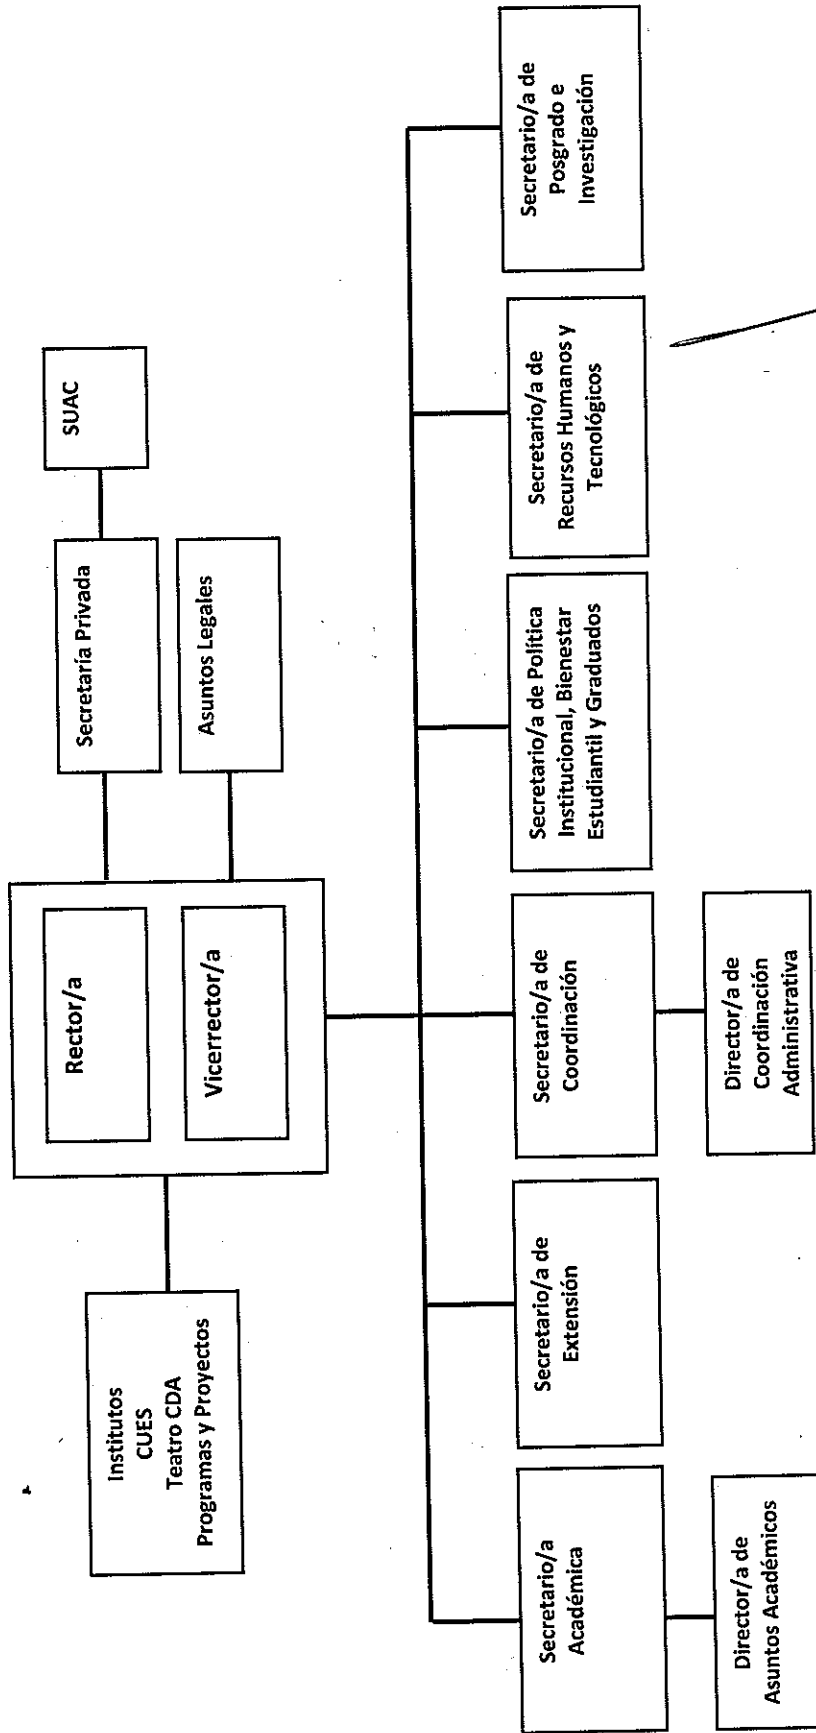 Institutos
CUES
Teatro CDA
Programas y Proyectos
Rector/a
Vicerrector/a
Secretaría Privada
Asuntos Legales
SUAC
Secretario/a
Académica
Secretario/a de
Extensión
Secretario/a de
Coordinación
Secretario/a de Política
Institucional, Bienestar
Estudiantil y Graduados
Secretario/a de
Recursos Humanos y
Tecnológicos
Secretario/a de
Posgrado e
Investigación
Director/a de
Asuntos Académicos
Director/a de
Coordinación
Administrativa